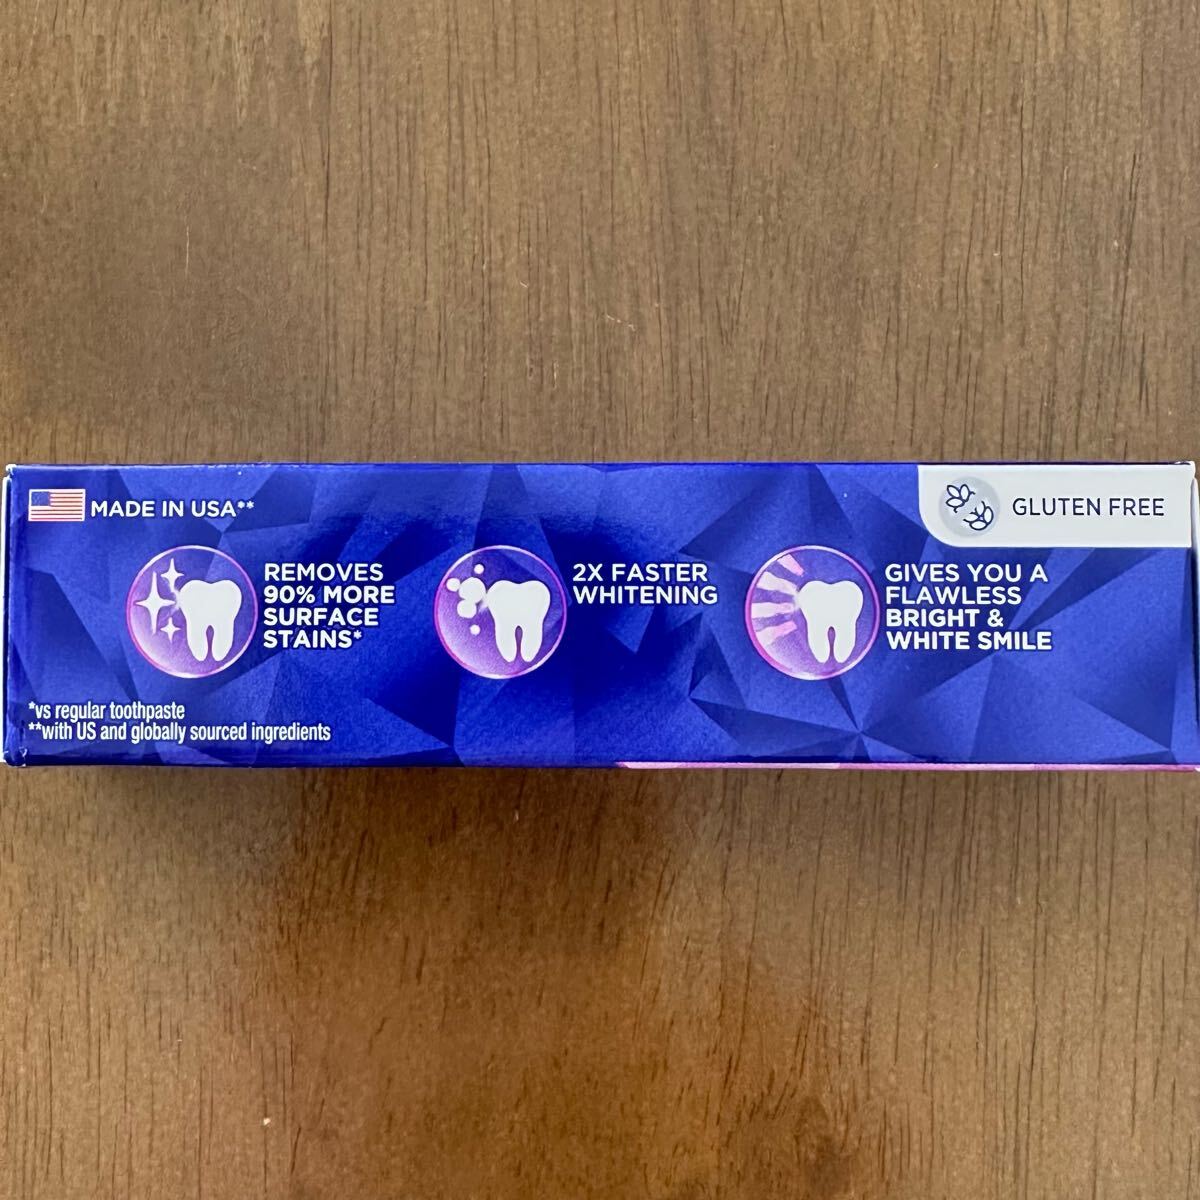 MADE IN USA**
GLUTEN FREE
REMOVES
90% MORE
SURFACE
STAINS*
2X FASTER
WHITENING
GIVES YOU A
FLAWLESS
BRIGHT &
WHITE SMILE
*vs regular toothpaste
**with US and globally sourced ingredients